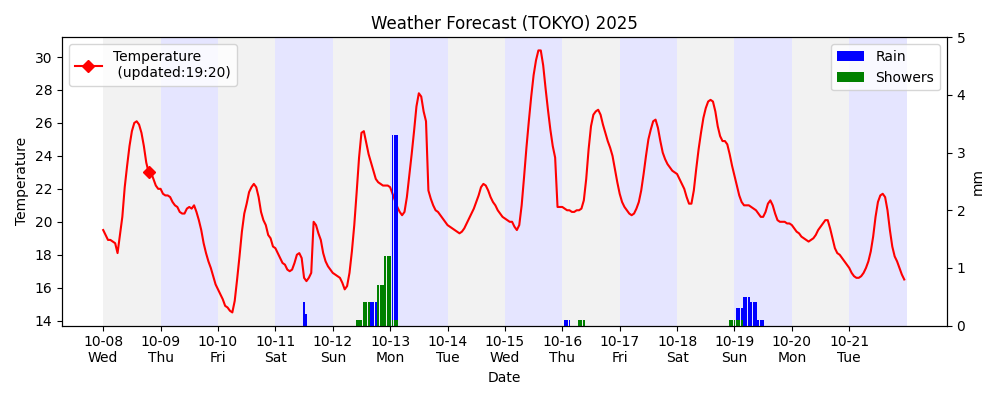 Weather Forecast (TOKYO) 2025
Temperature
(updated:19:20)
Rain
Showers
Temperature
30
28
26
24
22
20
18
16
14
5
4
3
2
1
0
mm
10-08 10-09 10-10 10-11 10-12 10-13 10-14 10-15 10-16 10-17 10-18 10-19 10-20 10-21
Wed Thu Fri Sat Sun Mon Tue Wed Thu Fri Sat Sun Mon Tue
Date